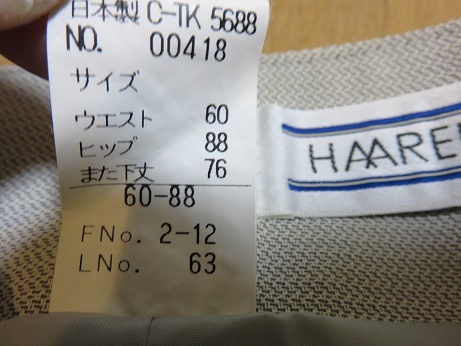 日本製 C-TK 5688
NO. 00418
サイズ
ウエスト 60
ヒップ 88
また下丈 76
60-88
FNo. 2-12
LNo. 63
HAARE